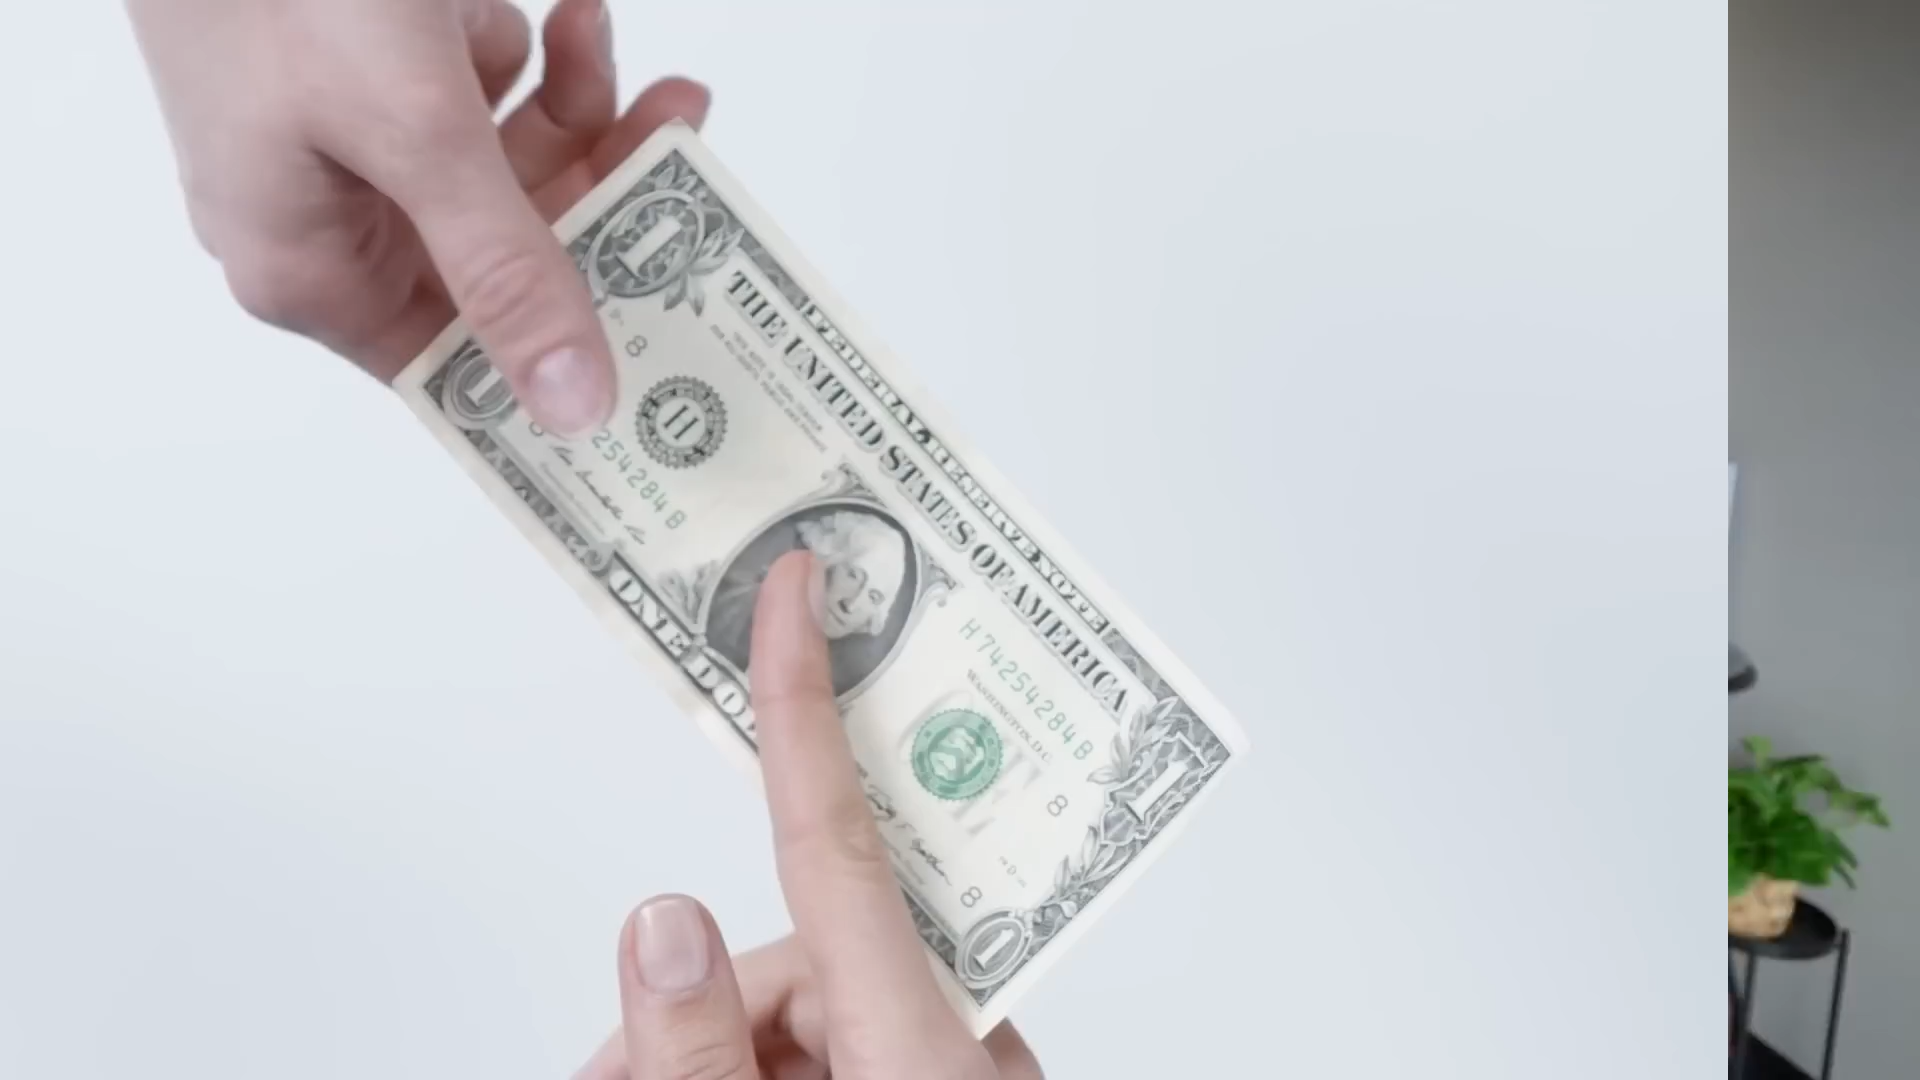 FEDERAL RESERVE NOTE
THE UNITED STATES OF AMERICA
1
8
H
1
254284 B
H 74254284 B
WASHINGTON, D.C.
8
1
8
1
ONE DOL